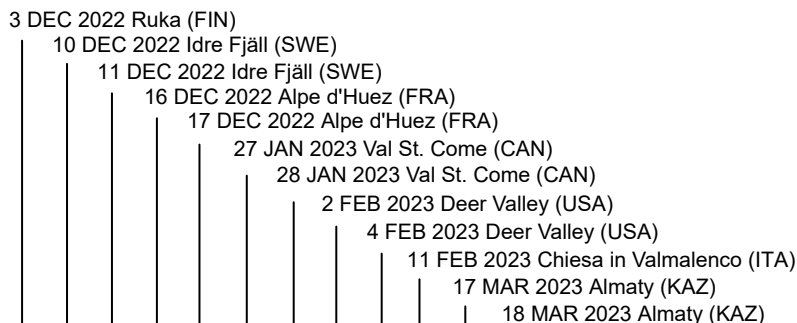 3 DEC 2022 Ruka (FIN)
10 DEC 2022 Idre Fjäll (SWE)
11 DEC 2022 Idre Fjäll (SWE)
16 DEC 2022 Alpe d'Huez (FRA)
17 DEC 2022 Alpe d'Huez (FRA)
27 JAN 2023 Val St. Come (CAN)
28 JAN 2023 Val St. Come (CAN)
2 FEB 2023 Deer Valley (USA)
4 FEB 2023 Deer Valley (USA)
11 FEB 2023 Chiesa in Valmalenco (ITA)
17 MAR 2023 Almaty (KAZ)
18 MAR 2023 Almaty (KAZ)